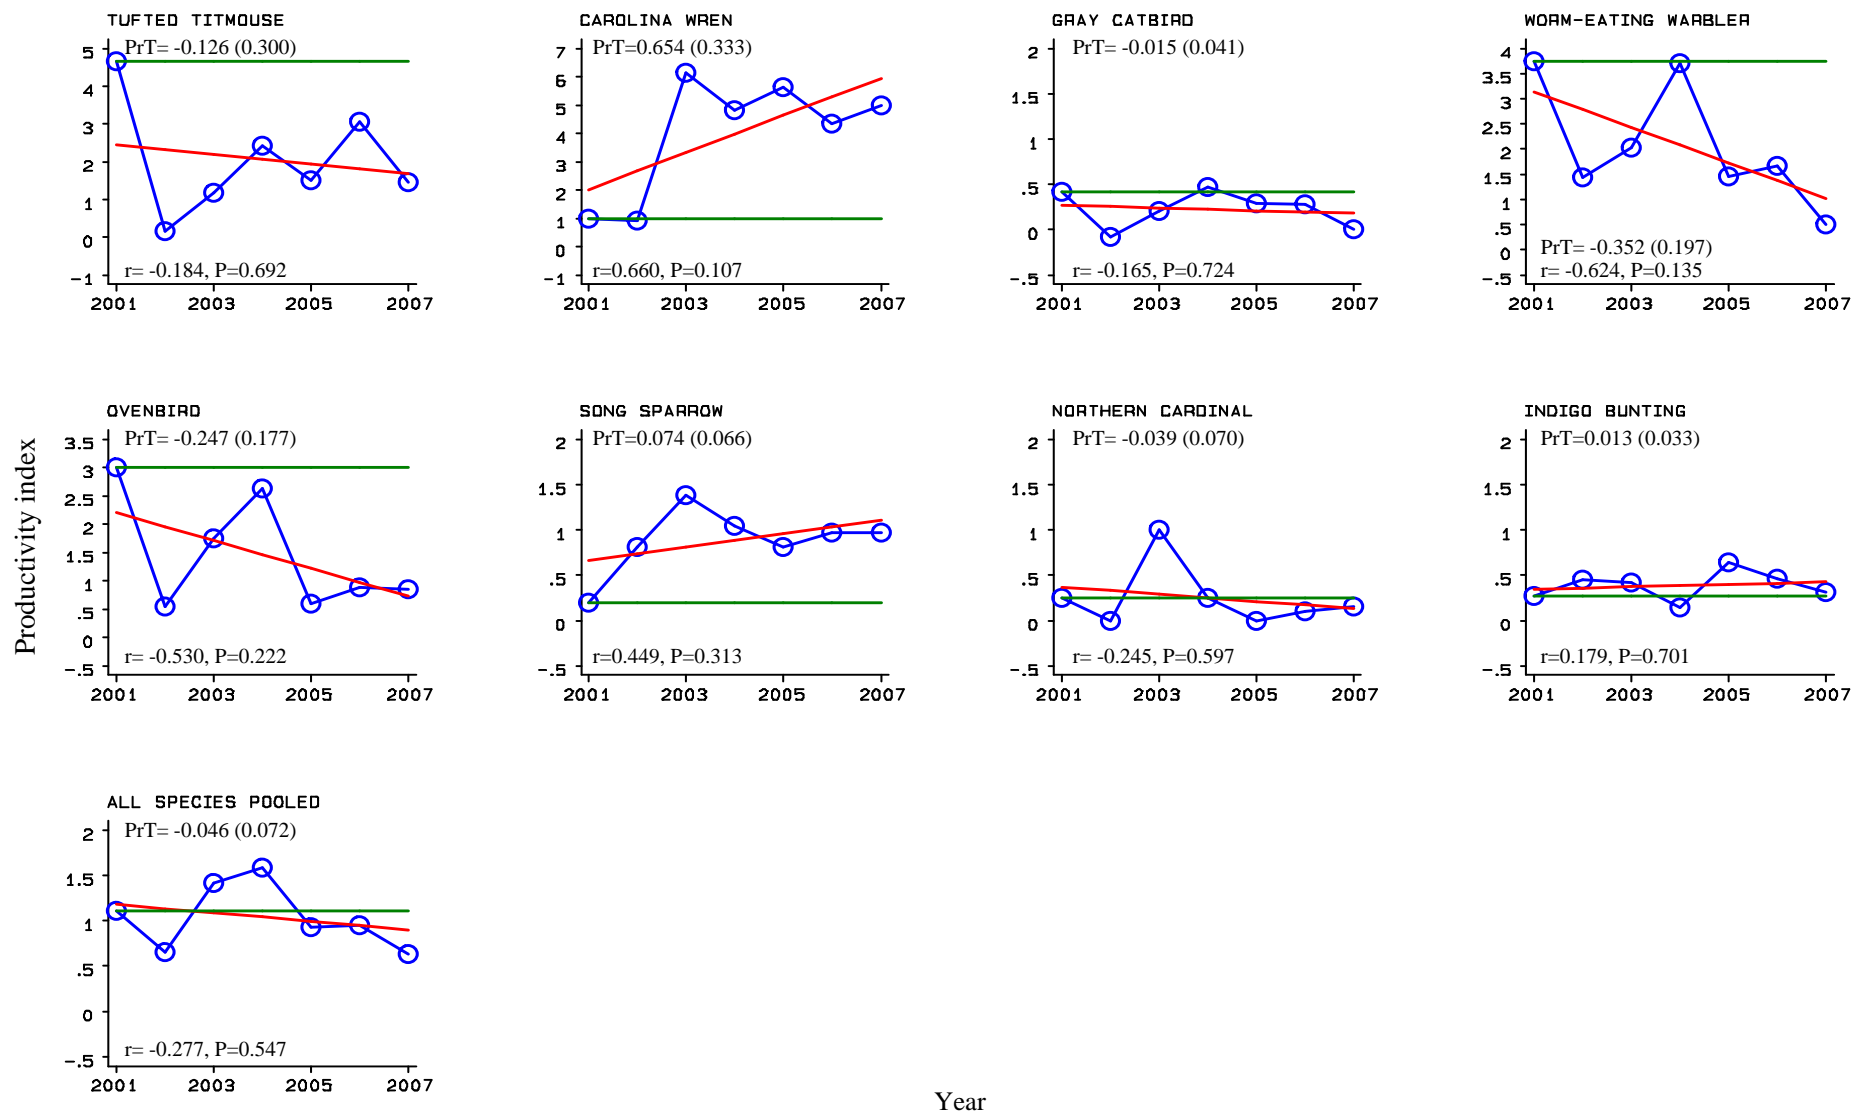 TUFTED TITMOUSE
PrT= -0.126 (0.300)
5
4
3
2
1
0
-1
r= -0.184, P=0.692
2001 2003 2005 2007
CAROLINA WREN
PrT=0.654 (0.333)
7
6
5
4
3
2
1
0
-1
r=0.660, P=0.107
2001 2003 2005 2007
GRAY CATBIRD
PrT= -0.015 (0.041)
2
1.5
1
.5
0
-.5
r= -0.165, P=0.724
2001 2003 2005 2007
WORM-EATING WARBLER
4
3.5
3
2.5
2
1.5
1
.5
0
-.5
PrT= -0.352 (0.197)
r= -0.624, P=0.135
2001 2003 2005 2007
Productivity index
OVENBIRD
PrT= -0.247 (0.177)
3.5
3
2.5
2
1.5
1
.5
0
-.5
r= -0.530, P=0.222
2001 2003 2005 2007
SONG SPARROW
PrT=0.074 (0.066)
2
1.5
1
.5
0
-.5
r=0.449, P=0.313
2001 2003 2005 2007
NORTHERN CARDINAL
PrT= -0.039 (0.070)
2
1.5
1
.5
0
-.5
r= -0.245, P=0.597
2001 2003 2005 2007
INDIGO BUNTING
PrT=0.013 (0.033)
2
1.5
1
.5
0
-.5
r=0.179, P=0.701
2001 2003 2005 2007
ALL SPECIES POOLED
PrT= -0.046 (0.072)
2
1.5
1
.5
0
-.5
r= -0.277, P=0.547
2001 2003 2005 2007
Year